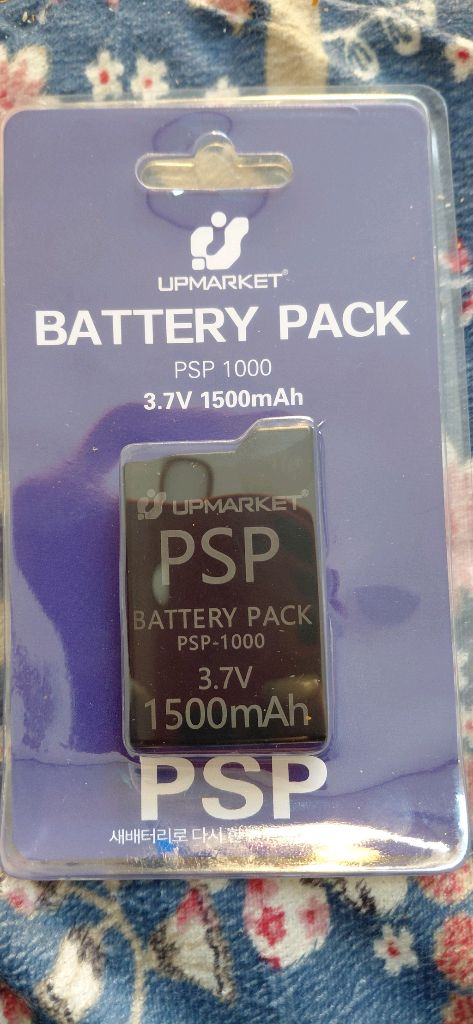 UPMARKET®
BATTERY PACK
PSP 1000
3.7V 1500mAh
UPMARKET®
PSP
BATTERY PACK
PSP-1000
3.7V
1500mAh
PSP
새배터리로 다시